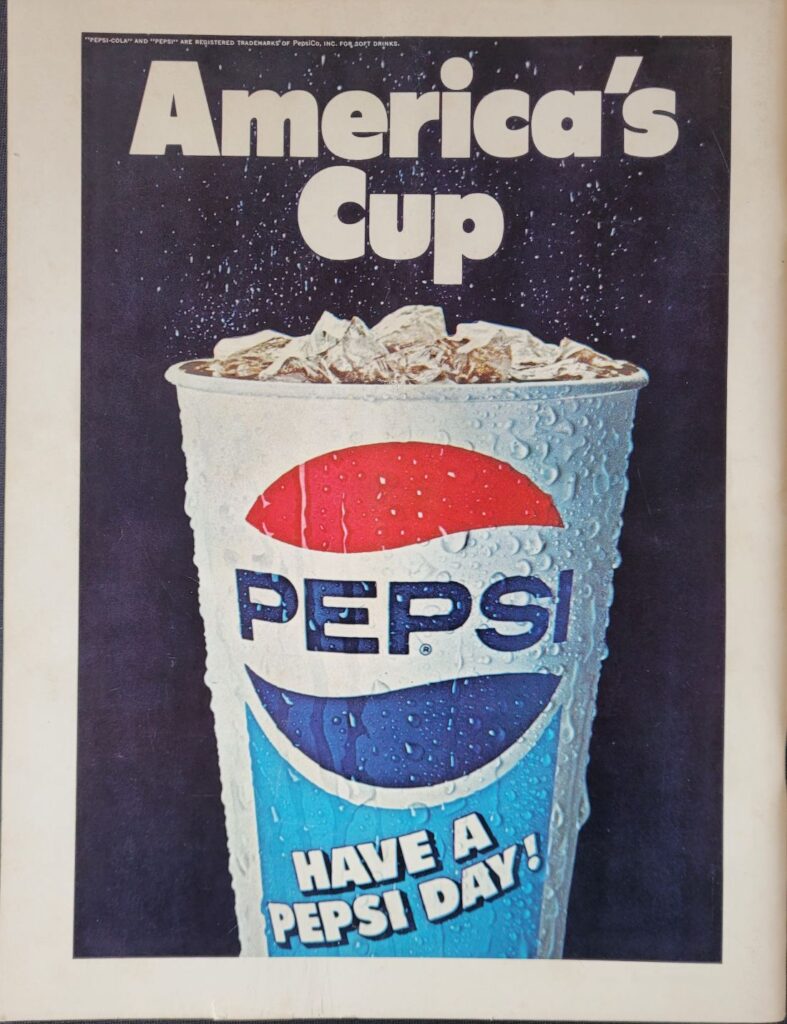 "PEPSI-COLA" AND "PEPSI" ARE REGISTERED TRADEMARKS OF PepsiCo, INC. FOR SOFT DRINKS.
America's
Cup
PEPSI®
HAVE A
PEPSI DAY!